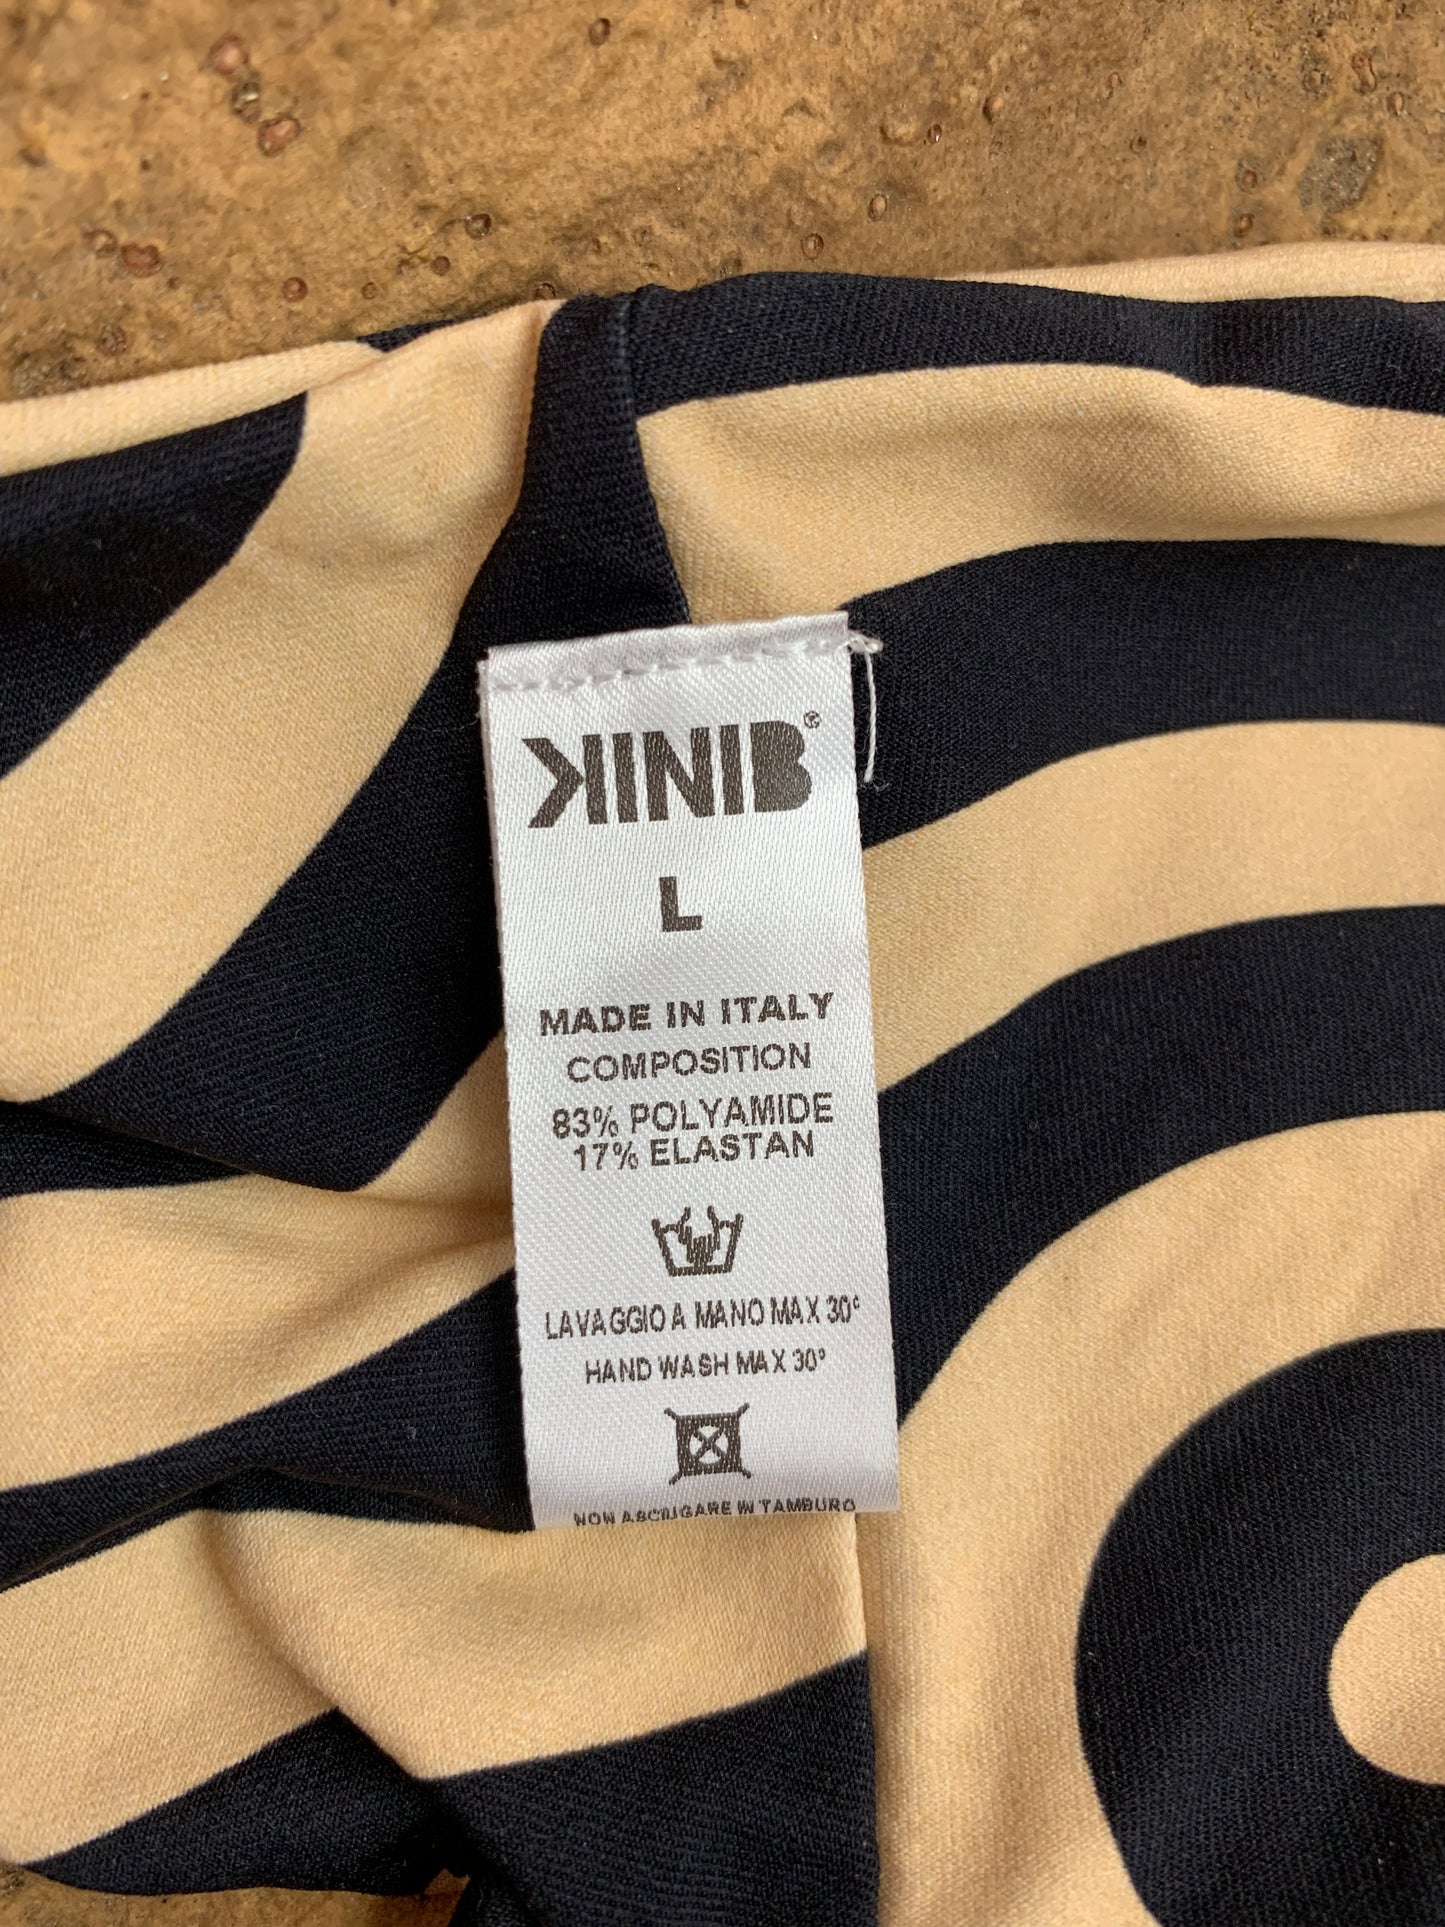 KINIB®
L
MADE IN ITALY
COMPOSITION
83% POLYAMIDE
17% ELASTAN
LAVAGGIO A MANO MAX 30°
HAND WASH MAX 30°
NON ASCIUGARE IN TAMBURO